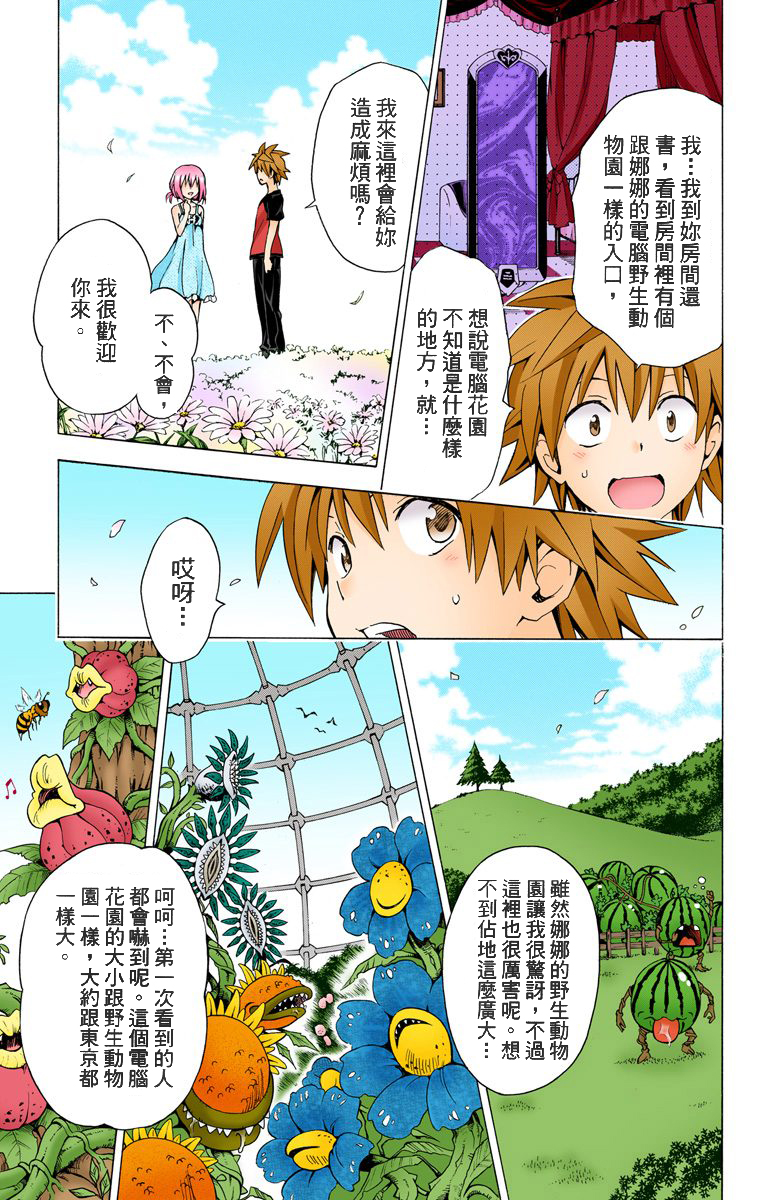 我…我到妳房間還
書，看到房間裡有個
跟娜娜的電腦野生動
物園一樣的入口，
想說電腦花園
不知道是什麼樣
的地方，就…
我來這裡會給妳
造成麻煩嗎？
不、不會，
我很歡迎
你來。
哎呀…
雖然娜娜的野生動物
園讓我很驚訝，不過
這裡也很厲害呢。想
不到佔地這麼廣大…
呵呵…第一次看到的人
都會嚇到呢。這個電腦
花園的大小跟野生動物
園一樣，大約跟東京都
一樣大。